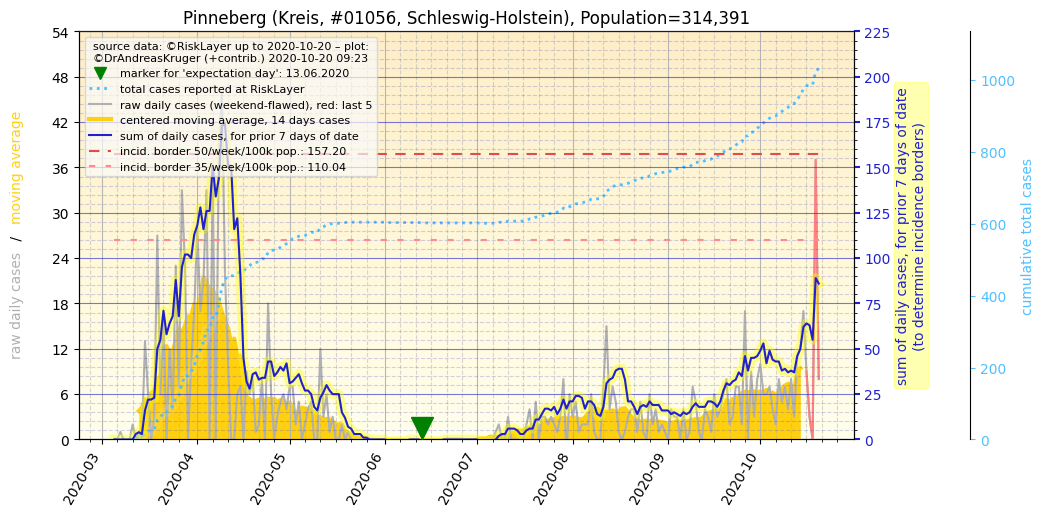 Pinneberg (Kreis, #01056, Schleswig-Holstein), Population=314,391
source data: ©RiskLayer up to 2020-10-20 – plot:
©DrAndreasKruger (+contrib.) 2020-10-20 09:23
marker for 'expectation day': 13.06.2020
total cases reported at RiskLayer
raw daily cases (weekend-flawed), red: last 5
centered moving average, 14 days cases
sum of daily cases, for prior 7 days of date
incid. border 50/week/100k pop.: 157.20
incid. border 35/week/100k pop.: 110.04
raw daily cases / moving average
54
48
42
36
30
24
18
12
6
0
225
200
175
150
125
100
75
50
25
0
sum of daily cases, for prior 7 days of date
(to determine incidence borders)
1000
800
600
400
200
0
cumulative total cases
2020-03
2020-04
2020-05
2020-06
2020-07
2020-08
2020-09
2020-10